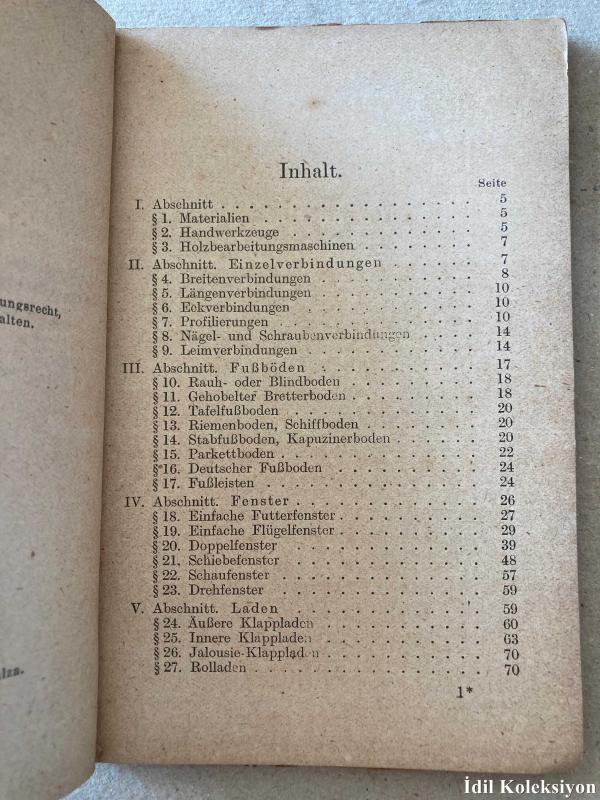 ungsrecht,
alten.
lza.
Inhalt.
Seite
I. Abschnitt . . . . . . . . . . . . . . . . 5
§ 1. Materialien . . . . . . . . . . . . . 5
§ 2. Handwerkzeuge . . . . . . . . . . . . 5
§ 3. Holzbearbeitungsmaschinen . . . . . . . 7
II. Abschnitt. Einzelverbindungen . . . . . . 7
§ 4. Breitenverbindungen . . . . . . . . . . 8
§ 5. Längenverbindungen . . . . . . . . . . 10
§ 6. Eckverbindungen . . . . . . . . . . . 10
§ 7. Profilierungen . . . . . . . . . . . . 10
§ 8. Nägel- und Schraubenverbindungen . . . . 14
§ 9. Leimverbindungen . . . . . . . . . . . 14
III. Abschnitt. Fußböden . . . . . . . . . . 17
§ 10. Rauh- oder Blindboden . . . . . . . . 18
§ 11. Gehobelter Bretterboden . . . . . . . . 18
§ 12. Tafelfußboden . . . . . . . . . . . . 20
§ 13. Riemenboden, Schiffboden . . . . . . . 20
§ 14. Stabfußboden, Kapuzinerboden . . . . . . 20
§ 15. Parkettboden . . . . . . . . . . . . 22
§ 16. Deutscher Fußboden . . . . . . . . . . 24
§ 17. Fußleisten . . . . . . . . . . . . . 24
IV. Abschnitt. Fenster . . . . . . . . . . . 26
§ 18. Einfache Futterfenster . . . . . . . . 27
§ 19. Einfache Flügelfenster . . . . . . . . 29
§ 20. Doppelfenster . . . . . . . . . . . . 39
§ 21. Schiebefenster . . . . . . . . . . . . 48
§ 22. Schaufenster . . . . . . . . . . . . 57
§ 23. Drehfenster . . . . . . . . . . . . . 59
V. Abschnitt. Laden . . . . . . . . . . . . 59
§ 24. Äußere Klappladen . . . . . . . . . . 60
§ 25. Innere Klappladen . . . . . . . . . . 63
§ 26. Jalousie-Klappladen . . . . . . . . . . 70
§ 27. Rolladen . . . . . . . . . . . . . . 70
1*
İdil Koleksiyon